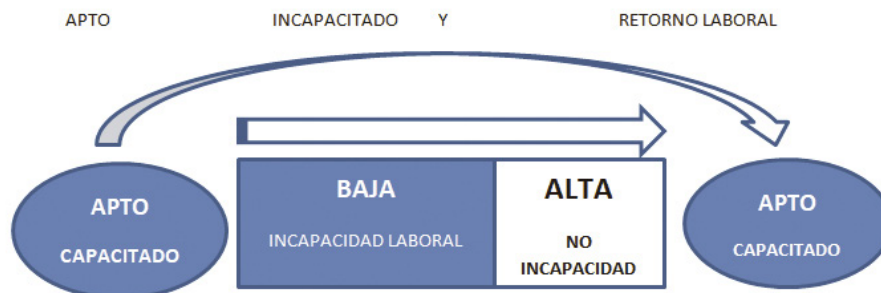 APTO INCAPACITADO Y RETORNO LABORAL
APTO
CAPACITADO
BAJA
INCAPACIDAD LABORAL
ALTA
NO
INCAPACIDAD
APTO
CAPACITADO